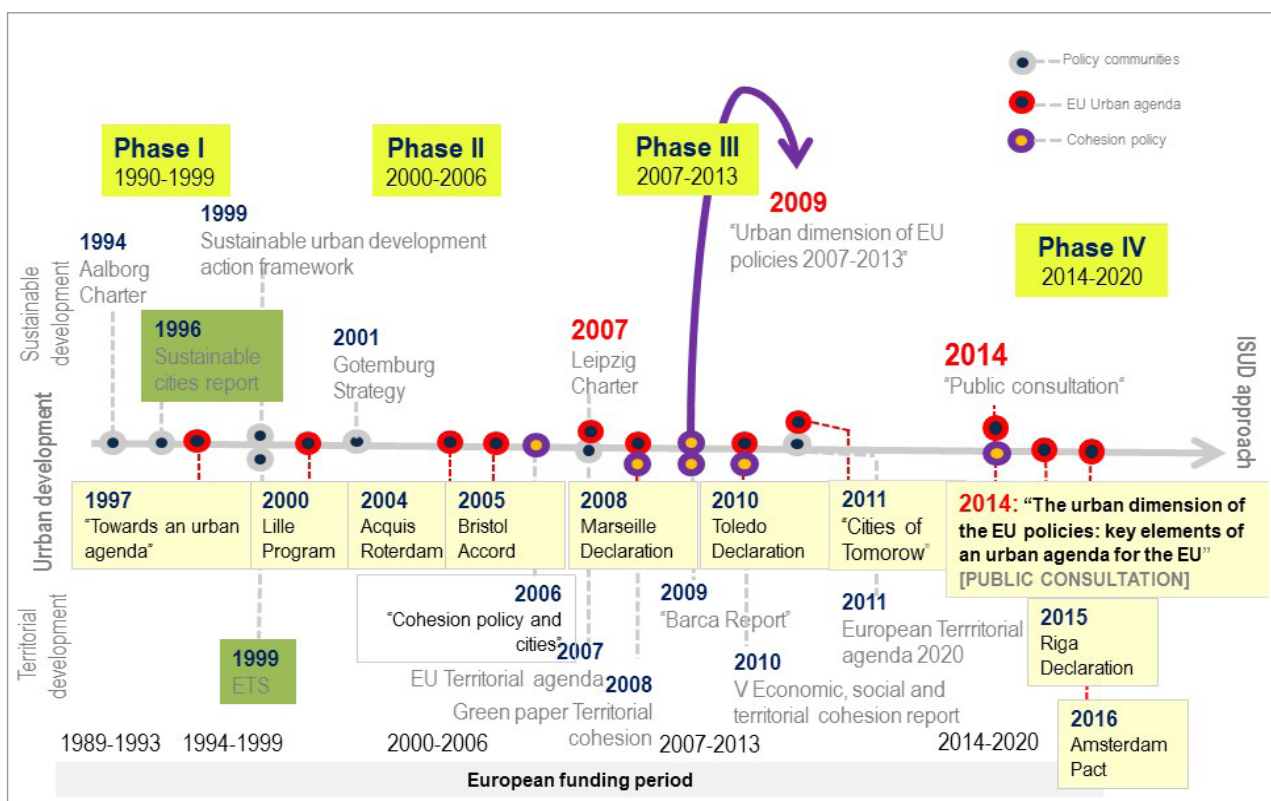 Policy communities
EU Urban agenda
Cohesion policy
Phase I
1990-1999
Phase II
2000-2006
Phase III
2007-2013
Phase IV
2014-2020
Sustainable
development
1994
Aalborg
Charter
1999
Sustainable urban development
action framework
1996
Sustainable
cities report
2001
Gotemburg
Strategy
2007
Leipzig
Charter
2009
“Urban dimension of EU
policies 2007-2013”
2014
“Public consultation“
ISUD approach
Urrban development
1997
“Towards an urban
agenda”
2000
Lille
Program
2004
Acquis
Roterdam
2005
Bristol
Accord
2008
Marseille
Declaration
2010
Toledo
Declaration
2011
“Cities of
Tomorow”
2014: “The urban dimension of
the EU policies: key elements of
an urban agenda for the EU”
[PUBLIC CONSULTATION]
Territorial
development
1999
ETS
2006
“Cohesion policy and
cities”
2007
EU Territorial agenda
2008
Green paper Territorial
cohesion
2009
“Barca Report”
2010
V Economic, social and
territorial cohesion report
2011
European Terrritorial
agenda 2020
2015
Riga
Declaration
2016
Amsterdam
Pact
1989-1993
1994-1999
2000-2006
2007-2013
2014-2020
European funding period